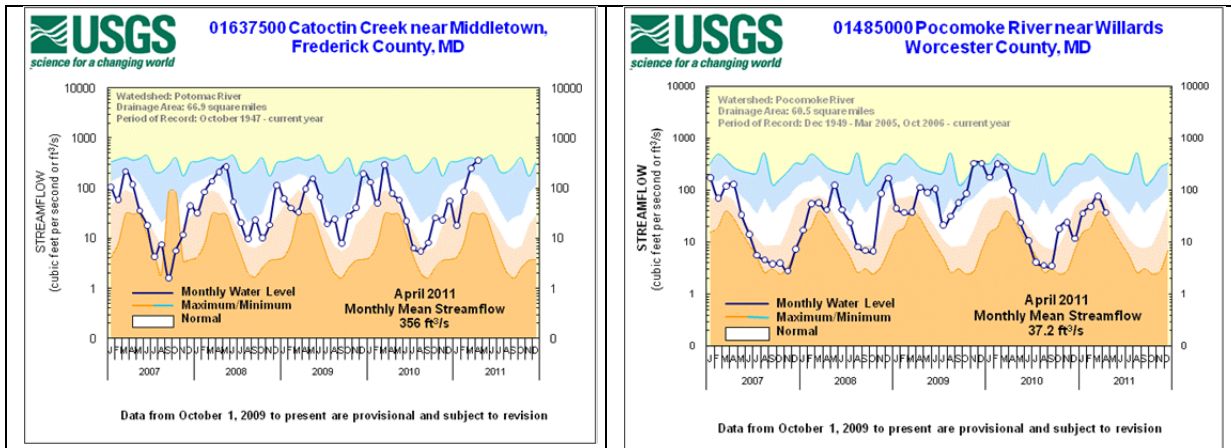 USGS
science for a changing world
01637500 Catoctin Creek near Middletown,
Frederick County, MD
10000 10000
Watershed: Potomac River
Drainage Area: 66.9 square miles
Period of Record: October 1947 - current year
1000 1000
100 100
10 10
1 1
0 0
STREAMFLOW
(cubic feet per second or ft³/s)
Monthly Water Level
Maximum/Minimum
Normal
April 2011
Monthly Mean Streamflow
356 ft³/s
2007 2008 2009 2010 2011
Data from October 1, 2009 to present are provisional and subject to revision
USGS
science for a changing world
01485000 Pocomoke River near Willards
Worcester County, MD
10000 10000
Watershed: Pocomoke River
Drainage Area: 60.5 square miles
Period of Record: Dec 1949 - Mar 2005, Oct 2006 - current year
1000 1000
100 100
10 10
1 1
0 0
STREAMFLOW
(cubic feet per second or ft³/s)
Monthly Water Level
Maximum/Minimum
Normal
April 2011
Monthly Mean Streamflow
37.2 ft³/s
2007 2008 2009 2010 2011
Data from October 1, 2009 to present are provisional and subject to revision